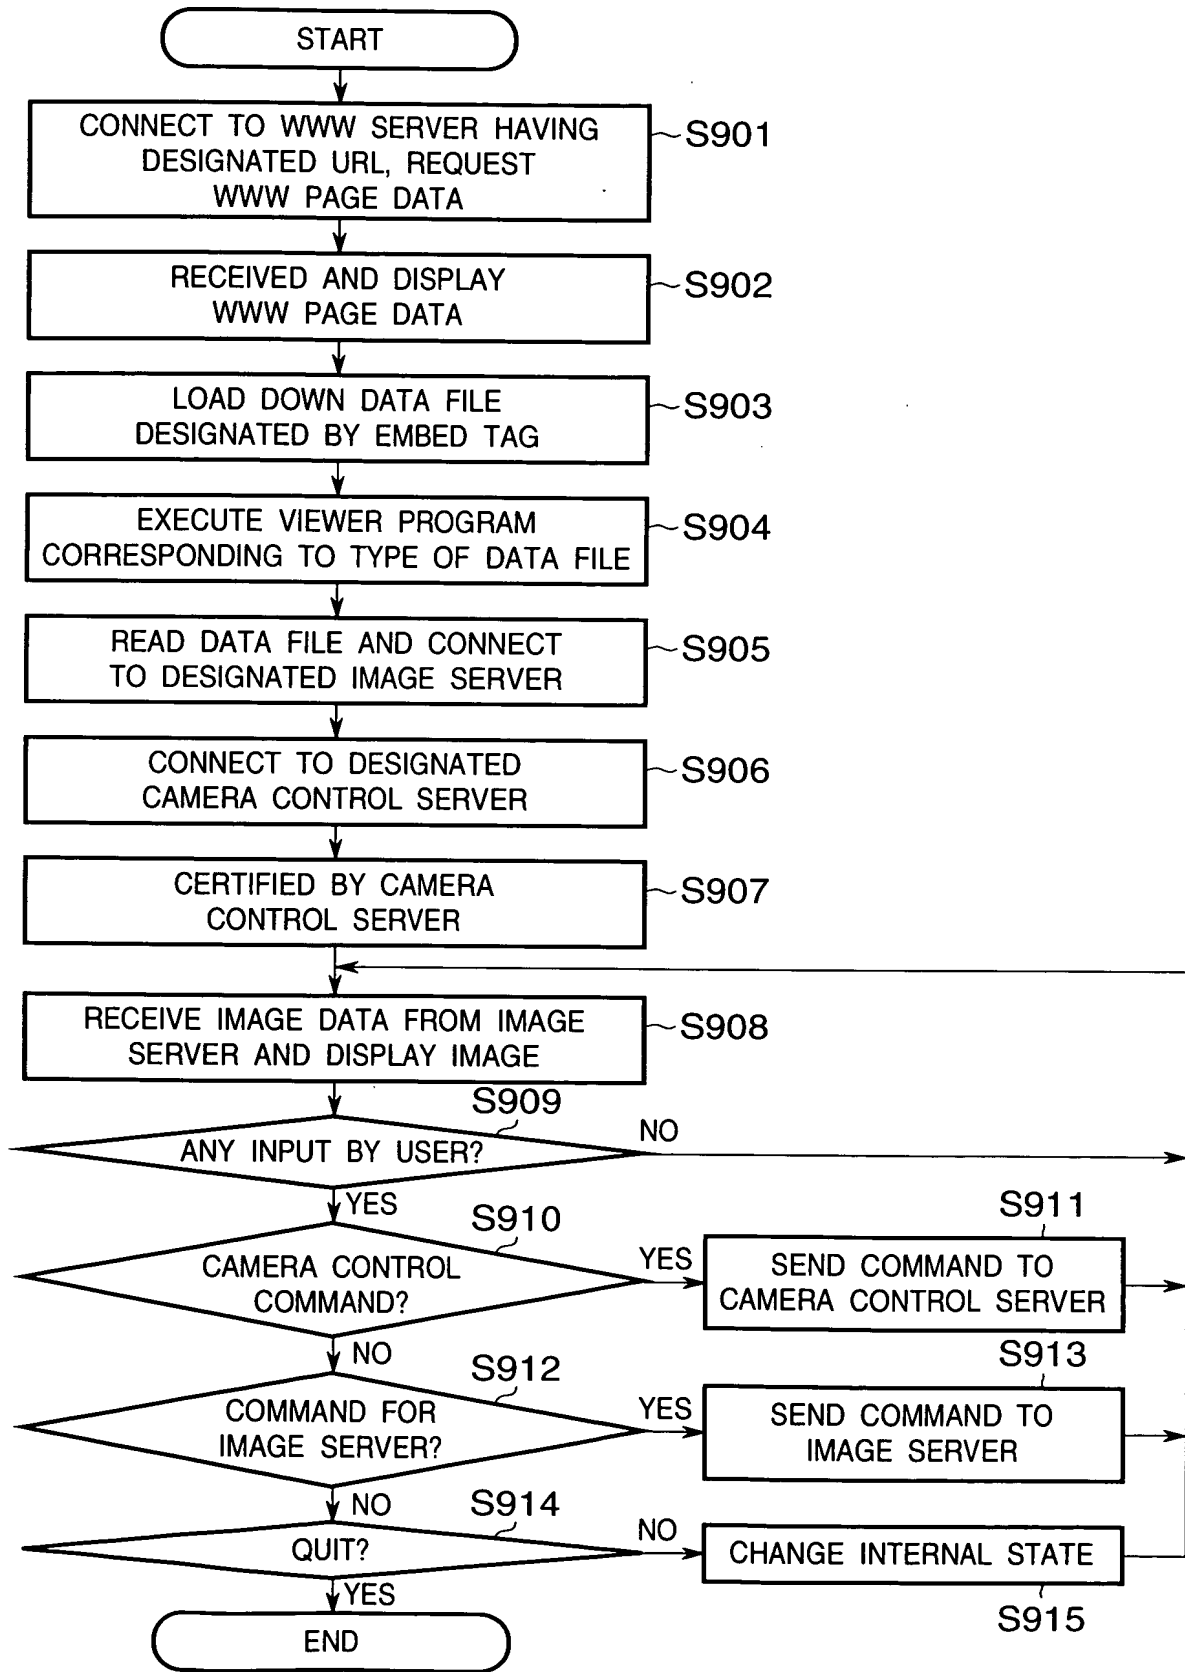 START
CONNECT TO WWW SERVER HAVING
DESIGNATED URL, REQUEST
WWW PAGE DATA
S901
RECEIVED AND DISPLAY
WWW PAGE DATA
S902
LOAD DOWN DATA FILE
DESIGNATED BY EMBED TAG
S903
EXECUTE VIEWER PROGRAM
CORRESPONDING TO TYPE OF DATA FILE
S904
READ DATA FILE AND CONNECT
TO DESIGNATED IMAGE SERVER
S905
CONNECT TO DESIGNATED
CAMERA CONTROL SERVER
S906
CERTIFIED BY CAMERA
CONTROL SERVER
S907
RECEIVE IMAGE DATA FROM IMAGE
SERVER AND DISPLAY IMAGE
S908
S909
ANY INPUT BY USER?
NO
YES
S910
CAMERA CONTROL
COMMAND?
YES
S911
SEND COMMAND TO
CAMERA CONTROL SERVER
NO
S912
COMMAND FOR
IMAGE SERVER?
YES
S913
SEND COMMAND TO
IMAGE SERVER
NO
S914
QUIT?
NO
CHANGE INTERNAL STATE
S915
YES
END